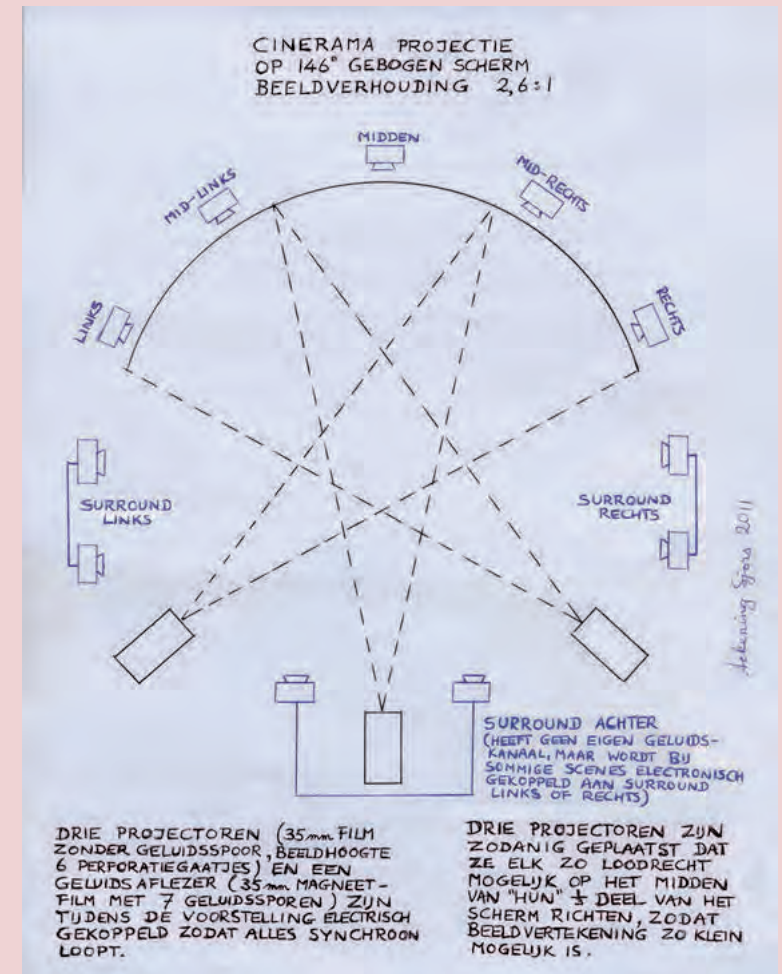 CINERAMA PROJECTIE
OP 146° GEBOGEN SCHERM
BEELDVERHOUDING 2,6:1
MIDDEN
MID-LINKS
MID-RECHTS
LINKS
RECHTS
SURROUND
LINKS
SURROUND
RECHTS
tekening Sjors 2011
SURROUND ACHTER
(HEEFT GEEN EIGEN GELUIDS-
KANAAL, MAAR WORDT BIJ
SOMMIGE SCENES ELECTRONISCH
GEKOPPELD AAN SURROUND
LINKS OF RECHTS)
DRIE PROJECTOREN (35mm FILM
ZONDER GELUIDSSPOOR, BEELDHOOGTE
6 PERFORATIEGAATJES) EN EEN
GELUIDSAFLEZER (35mm MAGNEET-
FILM MET 7 GELUIDSSPOREN) ZIJN
TIJDENS DE VOORSTELLING ELECTRISCH
GEKOPPELD ZODAT ALLES SYNCHROON
LOOPT.
DRIE PROJECTOREN ZIJN
ZODANIG GEPLAATST DAT
ZE ELK ZO LOODRECHT
MOGELIJK OP HET MIDDEN
VAN "HUN" ⅓ DEEL VAN HET
SCHERM RICHTEN, ZODAT
BEELDVERTEKENING ZO KLEIN
MOGELIJK IS.